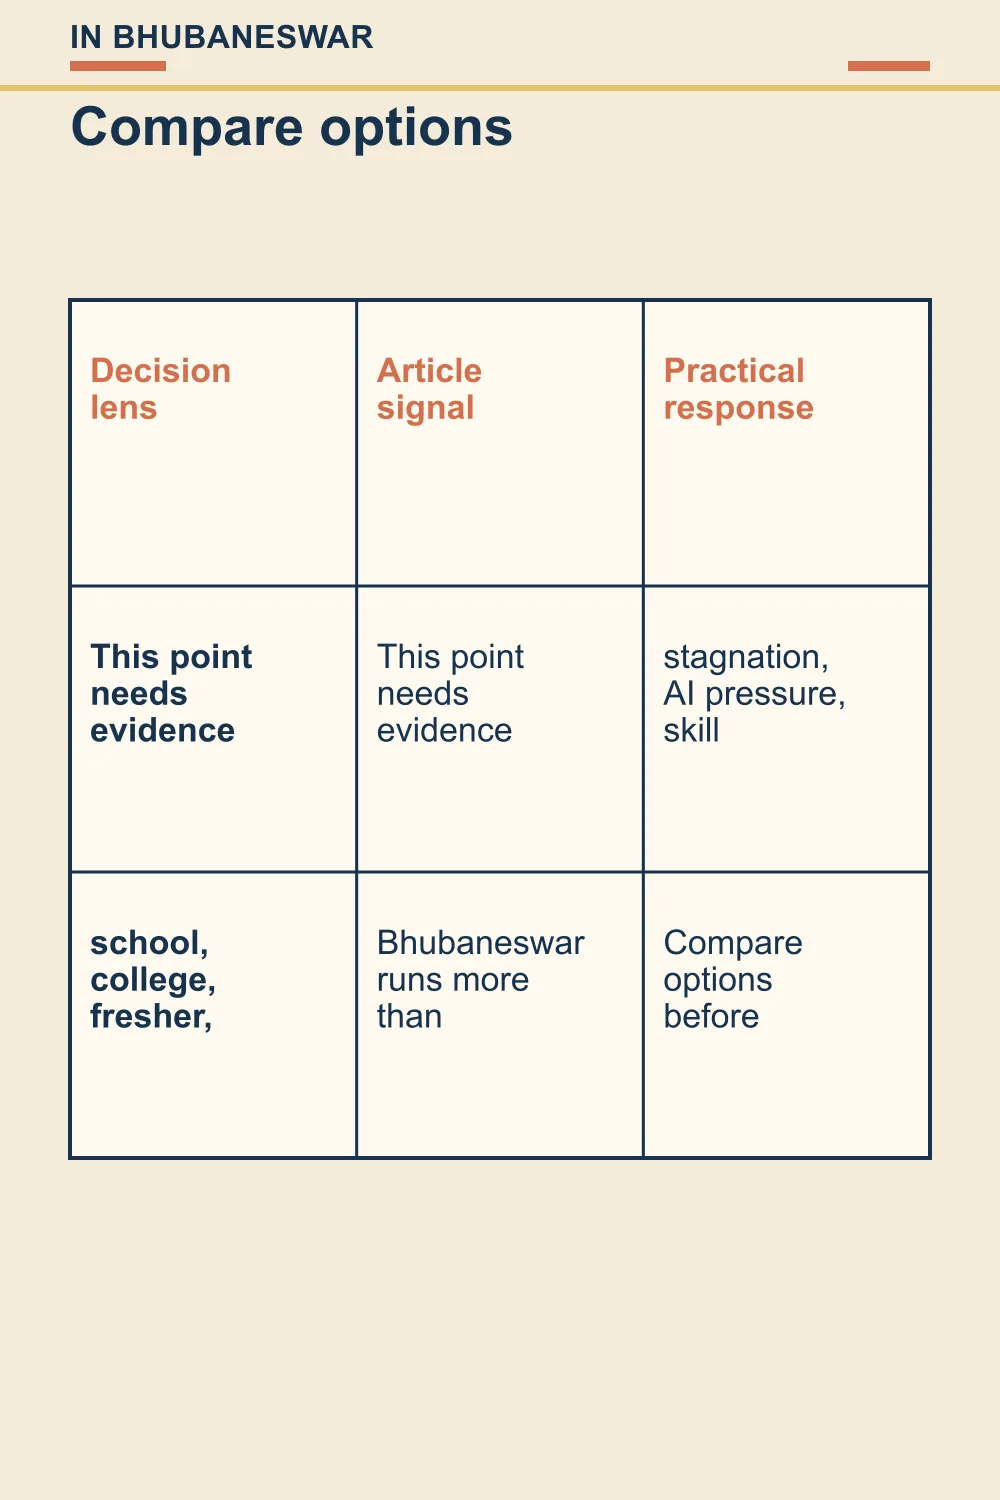 IN BHUBANESWAR
Compare options
Decision
lens
Article
signal
Practical
response
This point
needs
evidence
This point
needs
evidence
stagnation,
AI pressure,
skill
school,
college,
fresher,
Bhubaneswar
runs more
than
Compare
options
before